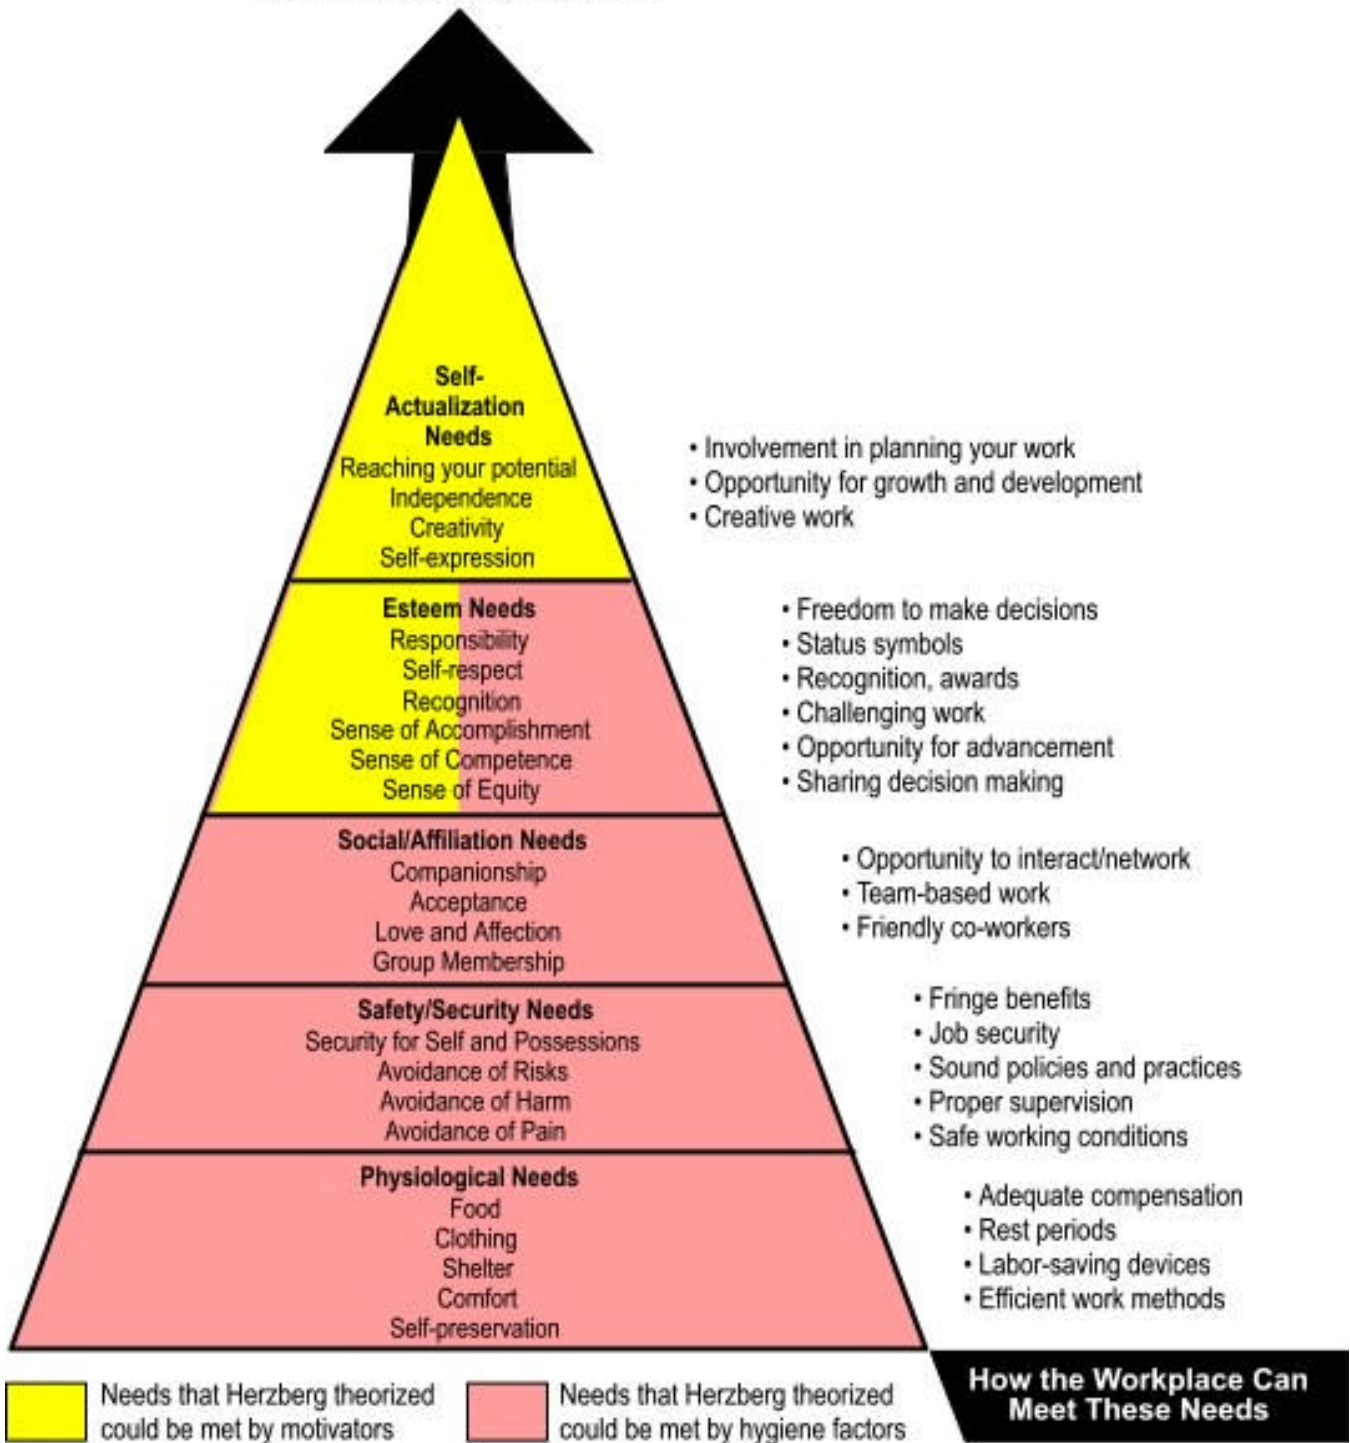 Self-
Actualization
Needs
Reaching your potential
Independence
Creativity
Self-expression
• Involvement in planning your work
• Opportunity for growth and development
• Creative work
Esteem Needs
Responsibility
Self-respect
Recognition
Sense of Accomplishment
Sense of Competence
Sense of Equity
• Freedom to make decisions
• Status symbols
• Recognition, awards
• Challenging work
• Opportunity for advancement
• Sharing decision making
Social/Affiliation Needs
Companionship
Acceptance
Love and Affection
Group Membership
• Opportunity to interact/network
• Team-based work
• Friendly co-workers
Safety/Security Needs
Security for Self and Possessions
Avoidance of Risks
Avoidance of Harm
Avoidance of Pain
• Fringe benefits
• Job security
• Sound policies and practices
• Proper supervision
• Safe working conditions
Physiological Needs
Food
Clothing
Shelter
Comfort
Self-preservation
• Adequate compensation
• Rest periods
• Labor-saving devices
• Efficient work methods
Needs that Herzberg theorized
could be met by motivators
Needs that Herzberg theorized
could be met by hygiene factors
How the Workplace Can
Meet These Needs